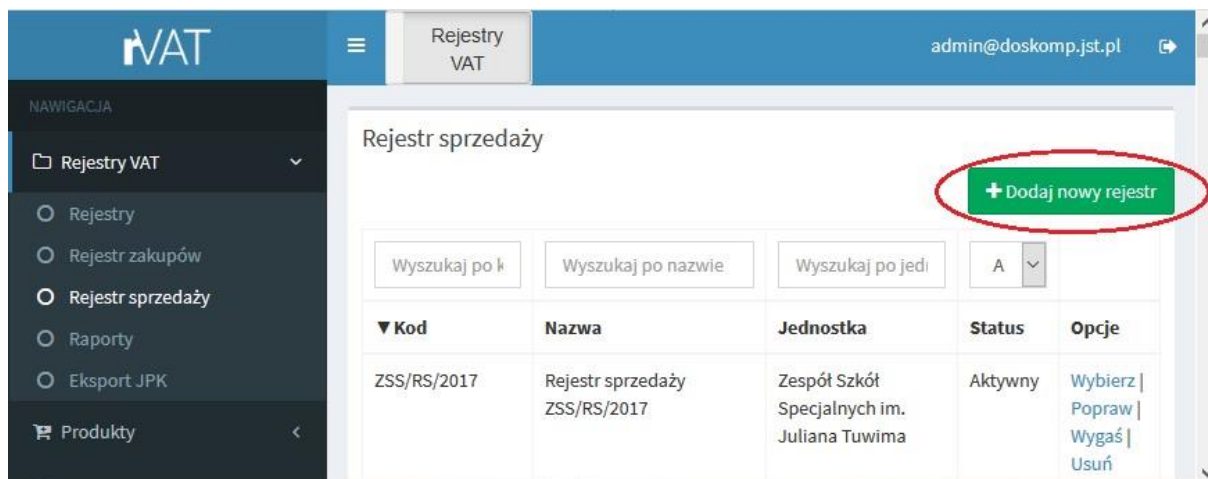 rVAT
Rejestry
VAT
admin@doskomp.jst.pl
NAWIGACJA
Rejestry VAT
Rejestry
Rejestr zakupów
Rejestr sprzedaży
Raporty
Eksport JPK
Produkty
Rejestr sprzedaży
Dodaj nowy rejestr
Wyszukaj po k
Wyszukaj po nazwie
Wyszukaj po jed
A
▼Kod Nazwa Jednostka Status Opcje
ZSS/RS/2017 Rejestr sprzedaży Zespół Szkół Aktywny Wybierz |
ZSS/RS/2017 Specjalnych im. Popraw |
Juliana Tuwima Wygaś |
Usuń